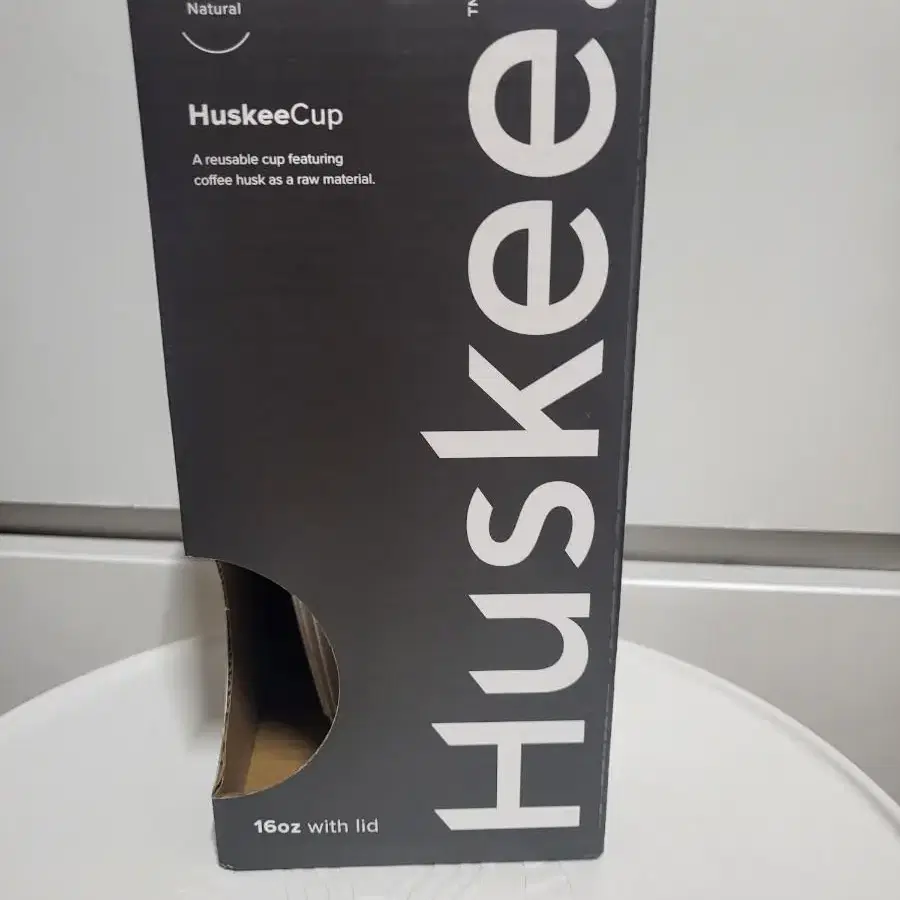 Natural
HuskeeCup
A reusable cup featuring
coffee husk as a raw material.
Huskee.™
16oz with lid